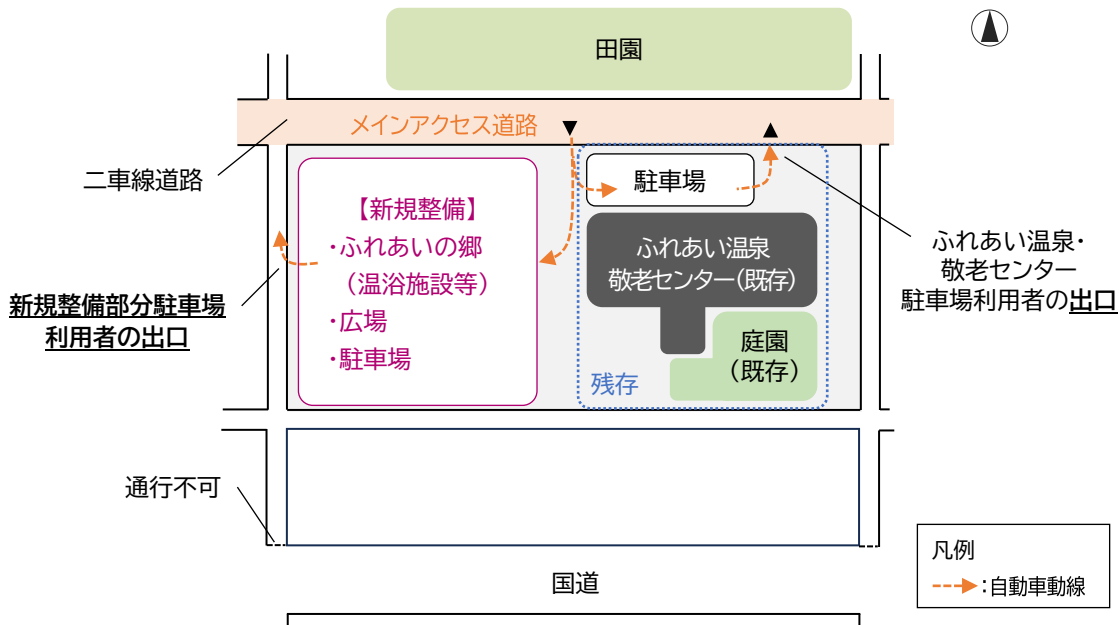 田園
メインアクセス道路
二車線道路
駐車場
【新規整備】
・ふれあいの郷
（温浴施設等）
・広場
・駐車場
ふれあい温泉
敬老センター(既存)
ふれあい温泉・
敬老センター
駐車場利用者の出口
新規整備部分駐車場
利用者の出口
庭園
(既存)
残存
通行不可
国道
凡例
：自動車動線